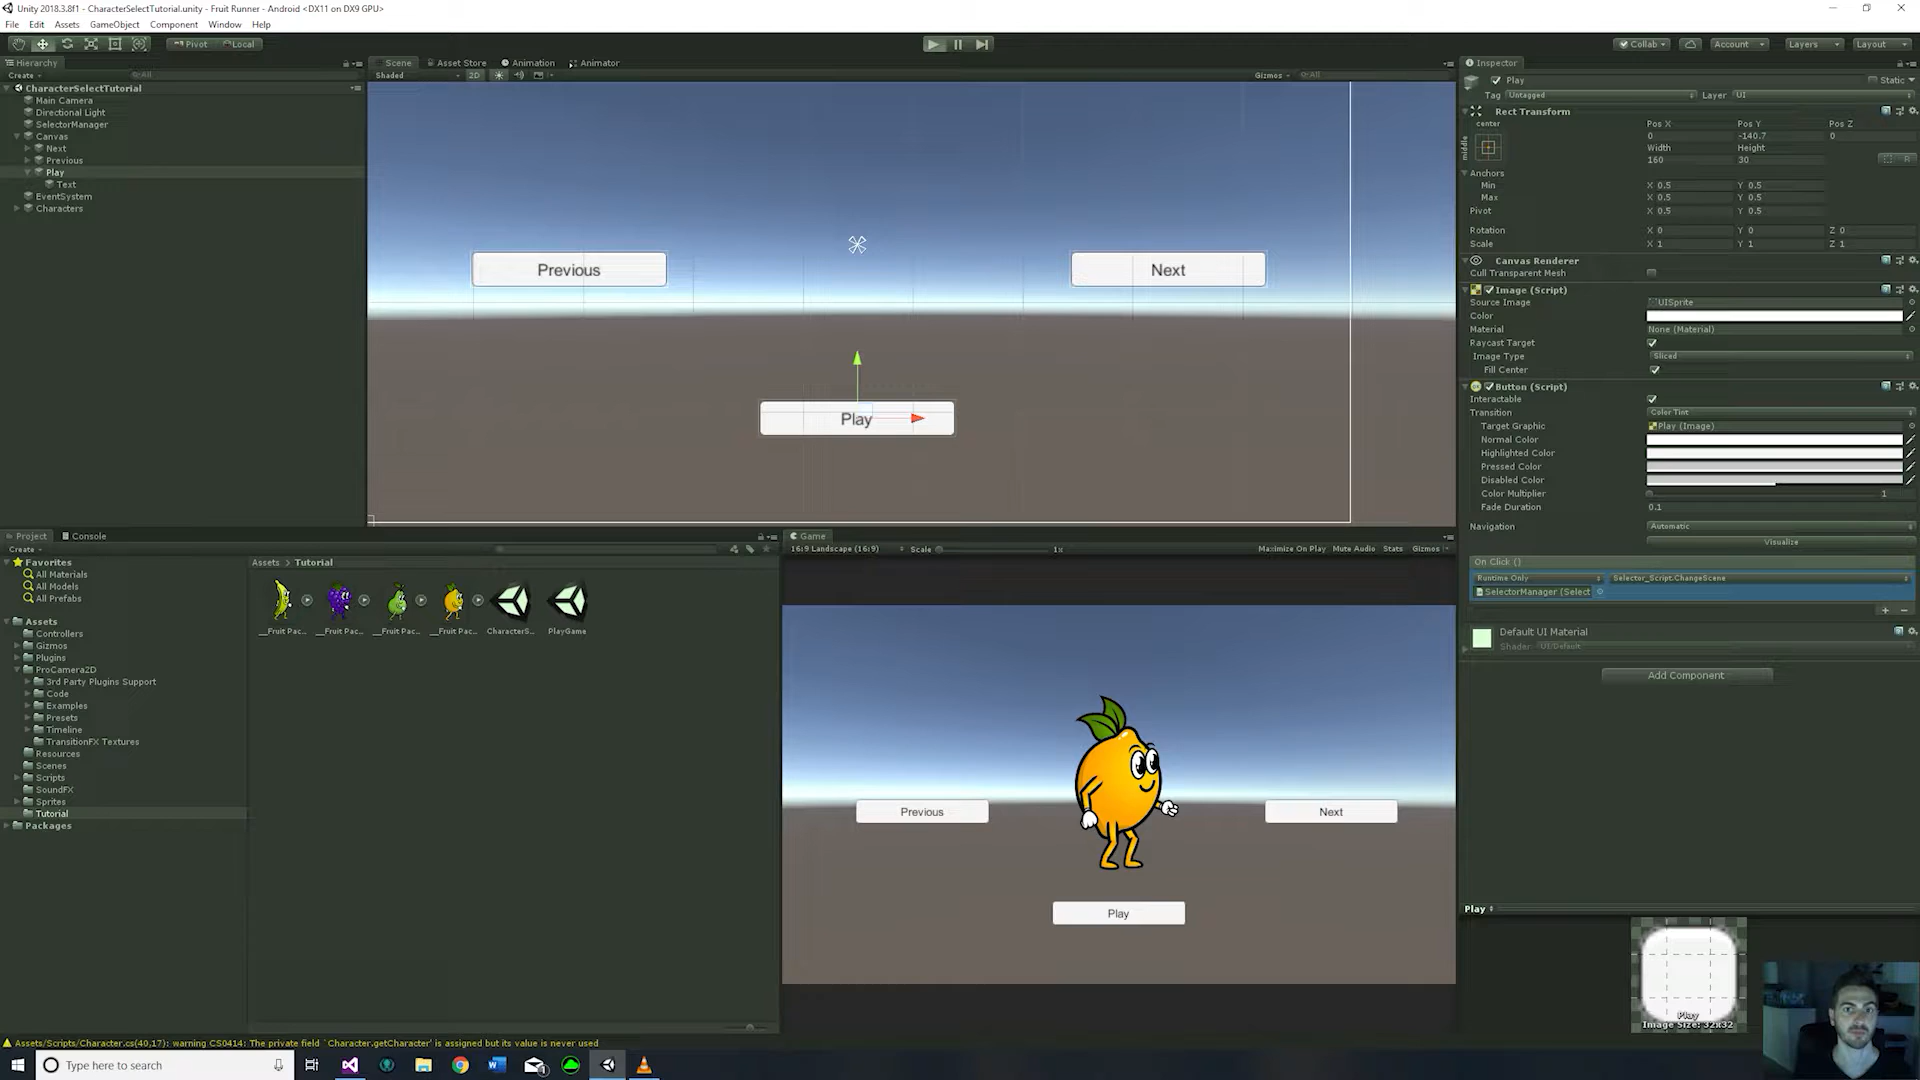 Unity 2018.3.8f1 - CharacterSelectTutorial.unity - Fruit Runner - Android <DX11 on DX9 GPU>
File Edit Assets GameObject Component Window Help
Pivot Local
Collab Account Layers Layout
Hierarchy
Create All
CharacterSelectTutorial
Main Camera
Directional Light
SelectorManager
Canvas
Next
Previous
Play
Text
EventSystem
Characters
Scene Asset Store Animation Animator
Shaded 2D Gizmos All
Previous
Next
Play
Inspector
Play Static
Tag Untagged Layer UI
Rect Transform
center
middle
Pos X Pos Y Pos Z
0 -140.7 0
Width Height
160 30
R
Anchors
Min X 0.5 Y 0.5
Max X 0.5 Y 0.5
Pivot X 0.5 Y 0.5
Rotation X 0 Y 0 Z 0
Scale X 1 Y 1 Z 1
Canvas Renderer
Cull Transparent Mesh
Image (Script)
Source Image UISprite
Color
Material None (Material)
Raycast Target
Image Type Sliced
Fill Center
Button (Script)
Interactable
Transition Color Tint
Target Graphic Play (Image)
Normal Color
Highlighted Color
Pressed Color
Disabled Color
Color Multiplier 1
Fade Duration 0.1
Navigation Automatic
Visualize
On Click ()
Runtime Only Selector_Script.ChangeScene
SelectorManager (Select
Default UI Material
Shader UI/Default
Add Component
Play
Play
Image Size: 32x32
Project Console
Create
Favorites
All Materials
All Models
All Prefabs
Assets
Controllers
Gizmos
Plugins
ProCamera2D
3rd Party Plugins Support
Code
Examples
Presets
Timeline
TransitionFX Textures
Resources
Scenes
Scripts
SoundFX
Sprites
Tutorial
Packages
Assets > Tutorial
__Fruit Pac... __Fruit Pac... __Fruit Pac... __Fruit Pac... CharacterS... PlayGame
Game
16:9 Landscape (16:9) Scale 1x Maximize On Play Mute Audio Stats Gizmos
Previous
Next
Play
Assets/Scripts/Character.cs(40,17): warning CS0414: The private field `Character.getCharacter' is assigned but its value is never used
Type here to search